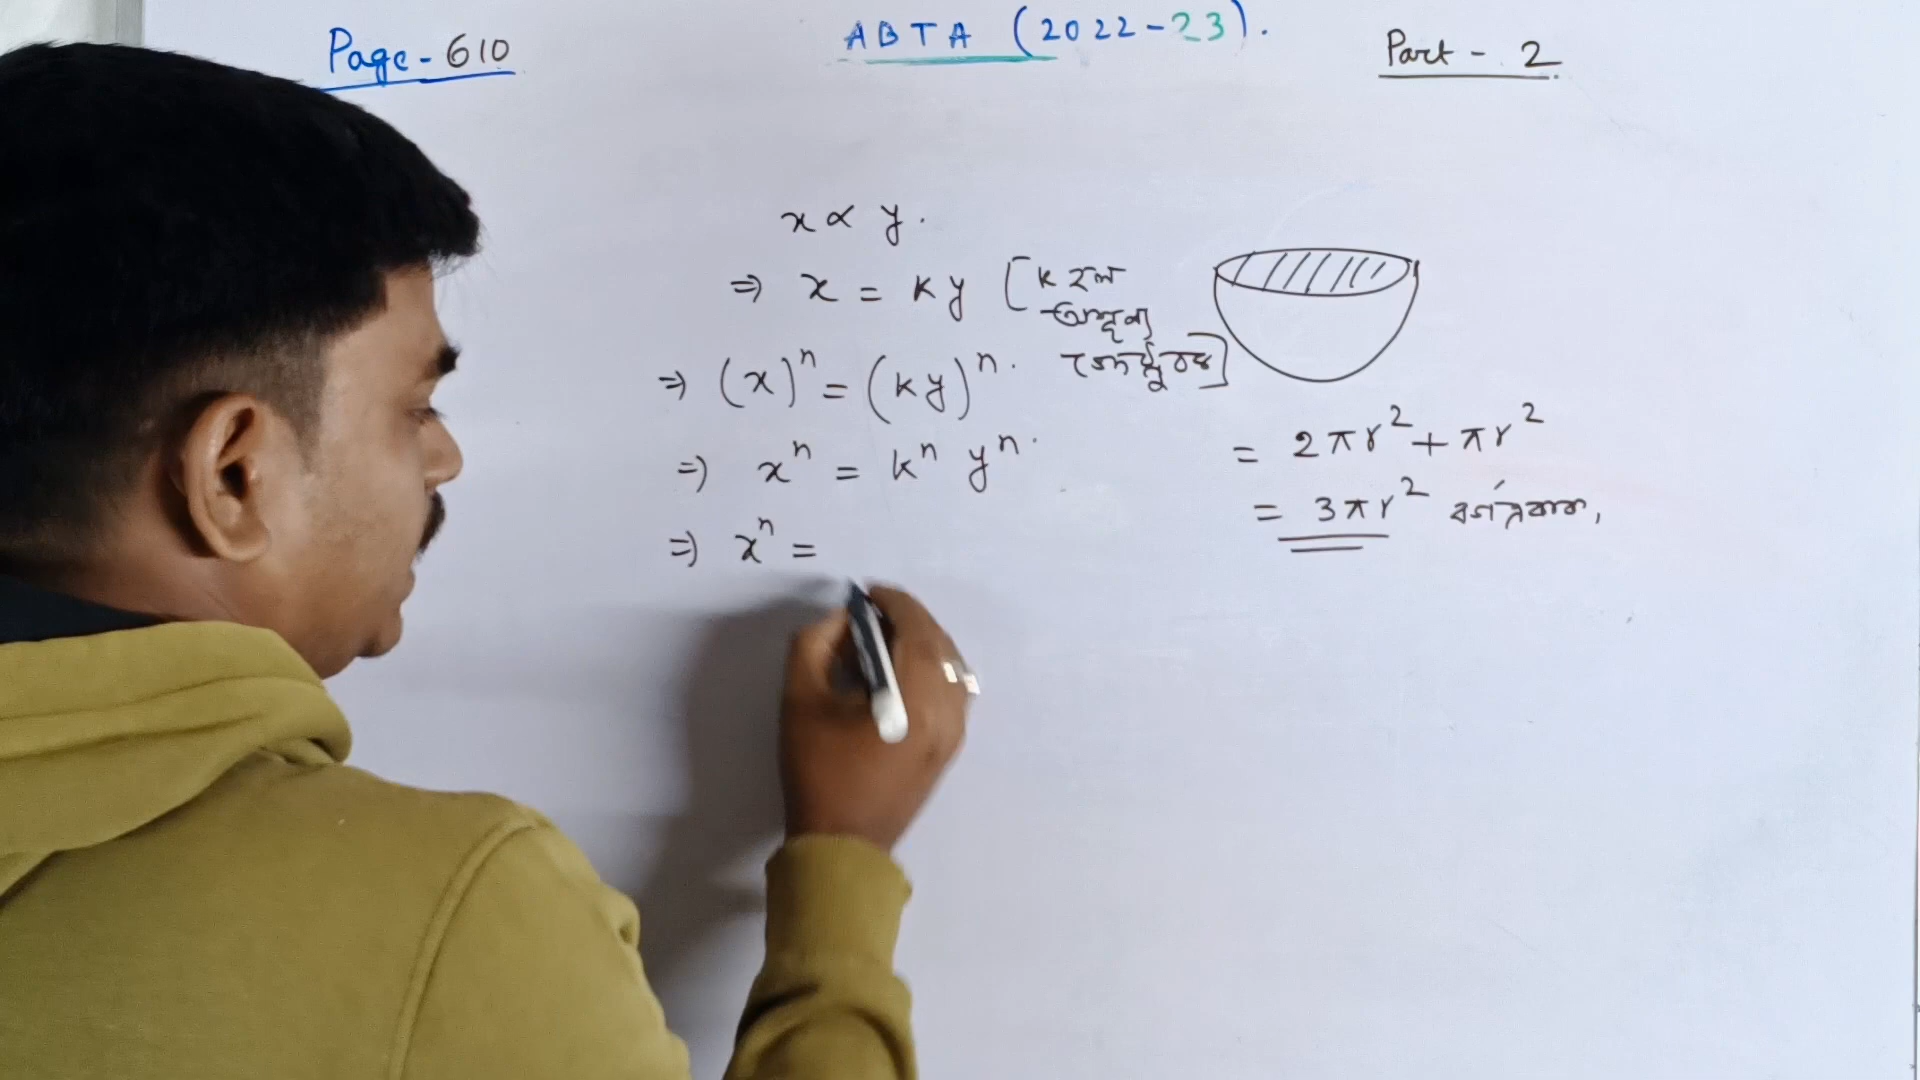 Page - 610
ABTA (2022-23).
Part - 2
x ∝ y.
⇒ x = ky [k হল
অশূন্য
ভেদ ধ্রুবক]
⇒ (x)ⁿ = (ky)ⁿ.
⇒ xⁿ = kⁿ yⁿ.
⇒ xⁿ =
= 2πr² + πr²
= 3πr² বর্গএকক,